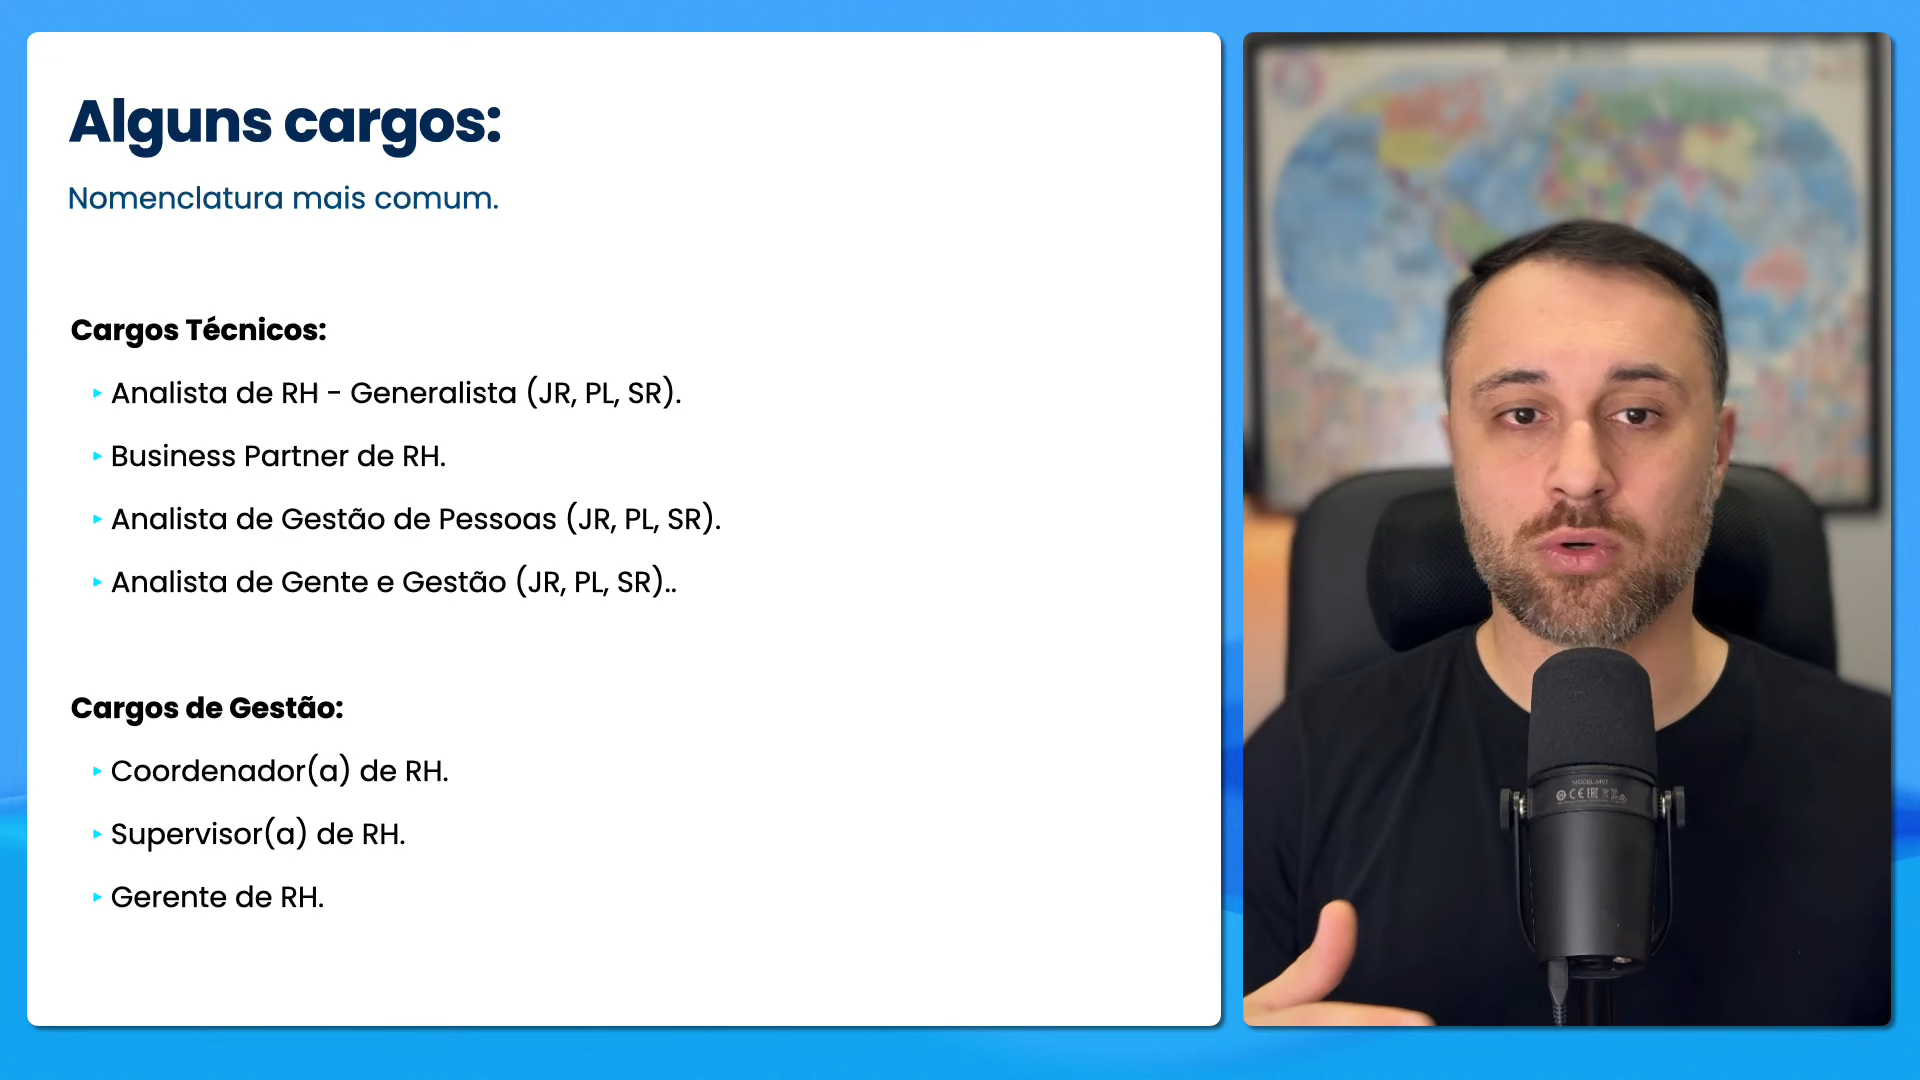 Alguns cargos:
Nomenclatura mais comum.
Cargos Técnicos:
Analista de RH - Generalista (JR, PL, SR).
Business Partner de RH.
Analista de Gestão de Pessoas (JR, PL, SR).
Analista de Gente e Gestão (JR, PL, SR)..
Cargos de Gestão:
Coordenador(a) de RH.
Supervisor(a) de RH.
Gerente de RH.
MODEL MV7